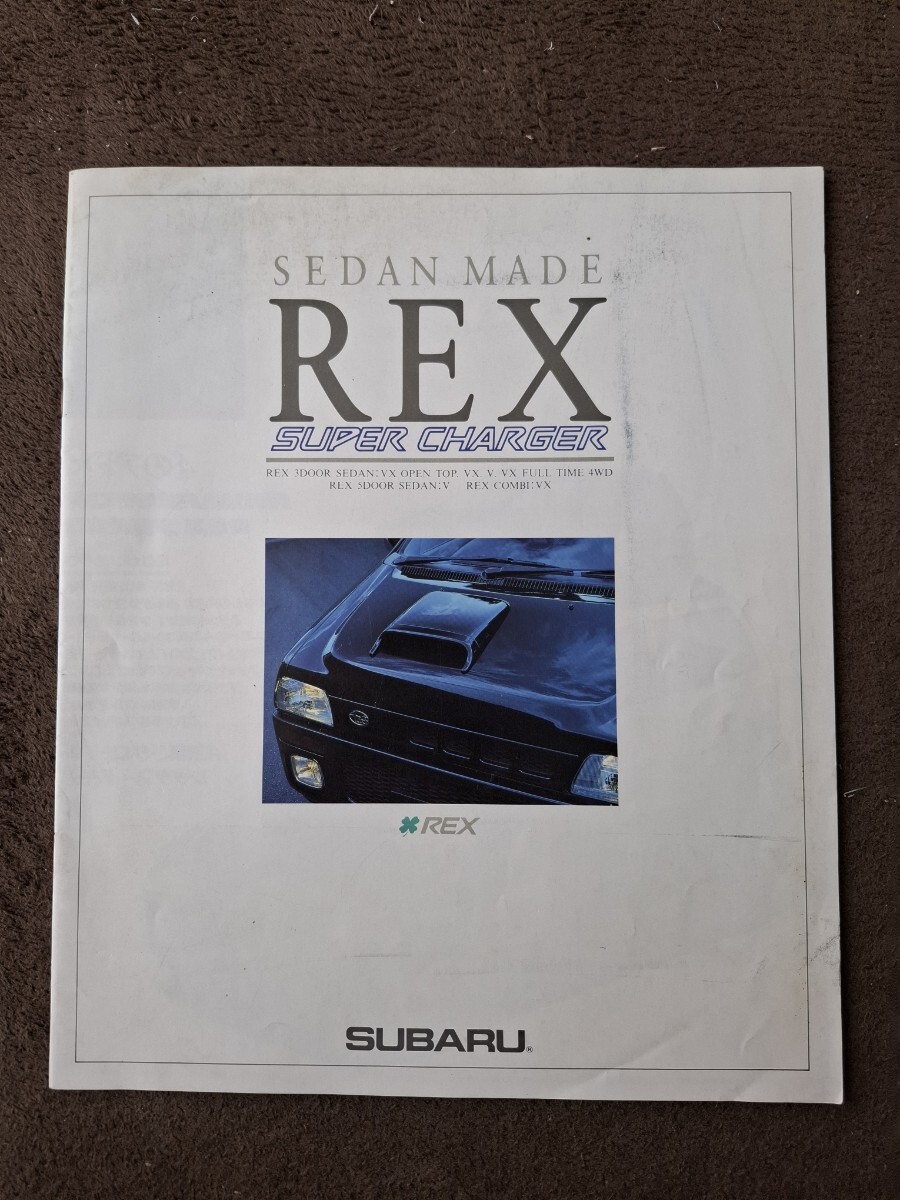 SEDAN MADE
REX
SUPER CHARGER
REX 3DOOR SEDAN:VX OPEN TOP. VX V. VX FULL TIME 4WD
REX 5DOOR SEDAN:V REX COMBI:VX
REX
SUBARU®